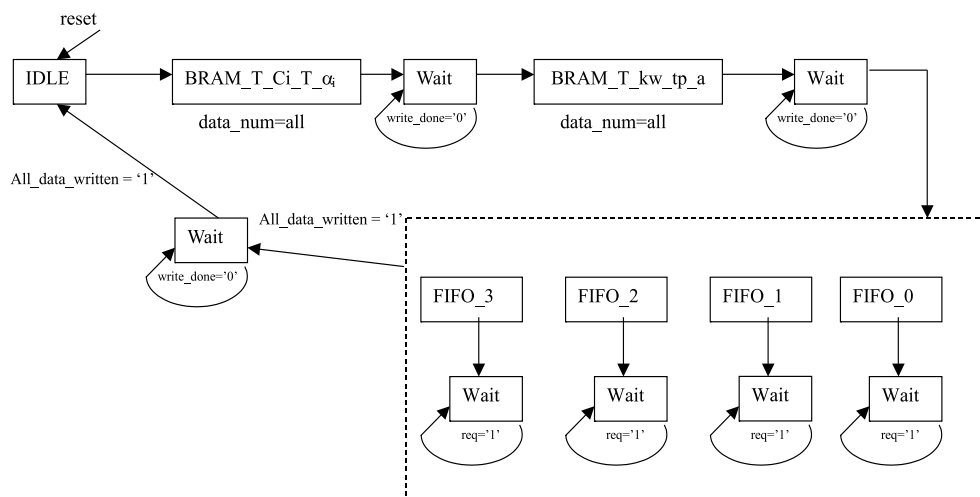 reset
IDLE
BRAM_T_Ci_T_αi
Wait
BRAM_T_kw_tp_a
Wait
data_num=all
write_done='0'
data_num=all
write_done='0'
All_data_written = ‘1’
All_data_written = ‘1’
Wait
write_done='0'
FIFO_3
FIFO_2
FIFO_1
FIFO_0
Wait
Wait
Wait
Wait
req='1'
req='1'
req='1'
req='1'